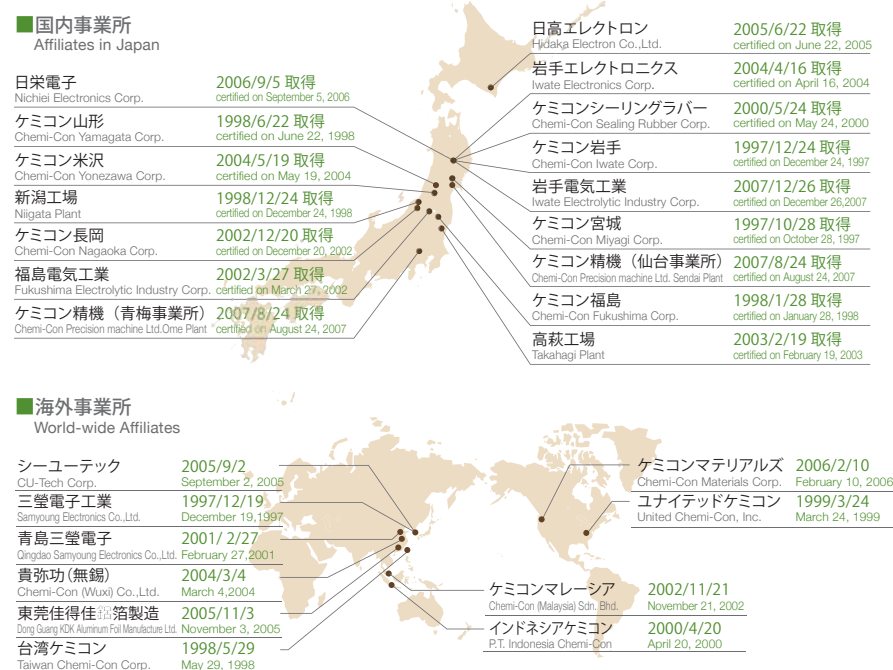 ■国内事業所
Affiliates in Japan
日栄電子 2006/9/5 取得
Nichiei Electronics Corp. certified on September 5, 2006
ケミコン山形 1998/6/22 取得
Chemi-Con Yamagata Corp. certified on June 22, 1998
ケミコン米沢 2004/5/19 取得
Chemi-Con Yonezawa Corp. certified on May 19, 2004
新潟工場 1998/12/24 取得
Niigata Plant certified on December 24, 1998
ケミコン長岡 2002/12/20 取得
Chemi-Con Nagaoka Corp. certified on December 20, 2002
福島電気工業 2002/3/27 取得
Fukushima Electrolytic Industry Corp. certified on March 27, 2002
ケミコン精機（青梅事業所） 2007/8/24 取得
Chemi-Con Precision machine Ltd.Ome Plant certified on August 24, 2007
日高エレクトロン 2005/6/22 取得
Hidaka Electron Co.,Ltd. certified on June 22, 2005
岩手エレクトロニクス 2004/4/16 取得
Iwate Electronics Corp. certified on April 16, 2004
ケミコンシーリングラバー 2000/5/24 取得
Chemi-Con Sealing Rubber Corp. certified on May 24, 2000
ケミコン岩手 1997/12/24 取得
Chemi-Con Iwate Corp. certified on December 24, 1997
岩手電気工業 2007/12/26 取得
Iwate Electrolytic Industry Corp. certified on December 26,2007
ケミコン宮城 1997/10/28 取得
Chemi-Con Miyagi Corp. certified on October 28, 1997
ケミコン精機（仙台事業所） 2007/8/24 取得
Chemi-Con Precision machine Ltd. Sendai Plant certified on August 24, 2007
ケミコン福島 1998/1/28 取得
Chemi-Con Fukushima Corp. certified on January 28, 1998
高萩工場 2003/2/19 取得
Takahagi Plant certified on February 19, 2003
■海外事業所
World-wide Affiliates
シーユーテック 2005/9/2
CU-Tech Corp. September 2, 2005
三瑩電子工業 1997/12/19
Samyoung Electronics Co.,Ltd. December 19,1997
青島三瑩電子 2001/ 2/27
Qingdao Samyoung Electronics Co.,Ltd. February 27,2001
貴弥功(無錫) 2004/3/4
Chemi-Con (Wuxi) Co.,Ltd. March 4,2004
東莞佳得佳铝箔製造 2005/11/3
Dong Guang KDK Aluminum Foil Manufacture Ltd. November 3, 2005
台湾ケミコン 1998/5/29
Taiwan Chemi-Con Corp. May 29, 1998
ケミコンマテリアルズ 2006/2/10
Chemi-Con Materials Corp. February 10, 2006
ユナイテッドケミコン 1999/3/24
United Chemi-Con, Inc. March 24, 1999
ケミコンマレーシア 2002/11/21
Chemi-Con (Malaysia) Sdn. Bhd. November 21, 2002
インドネシアケミコン 2000/4/20
P.T. Indonesia Chemi-Con April 20, 2000